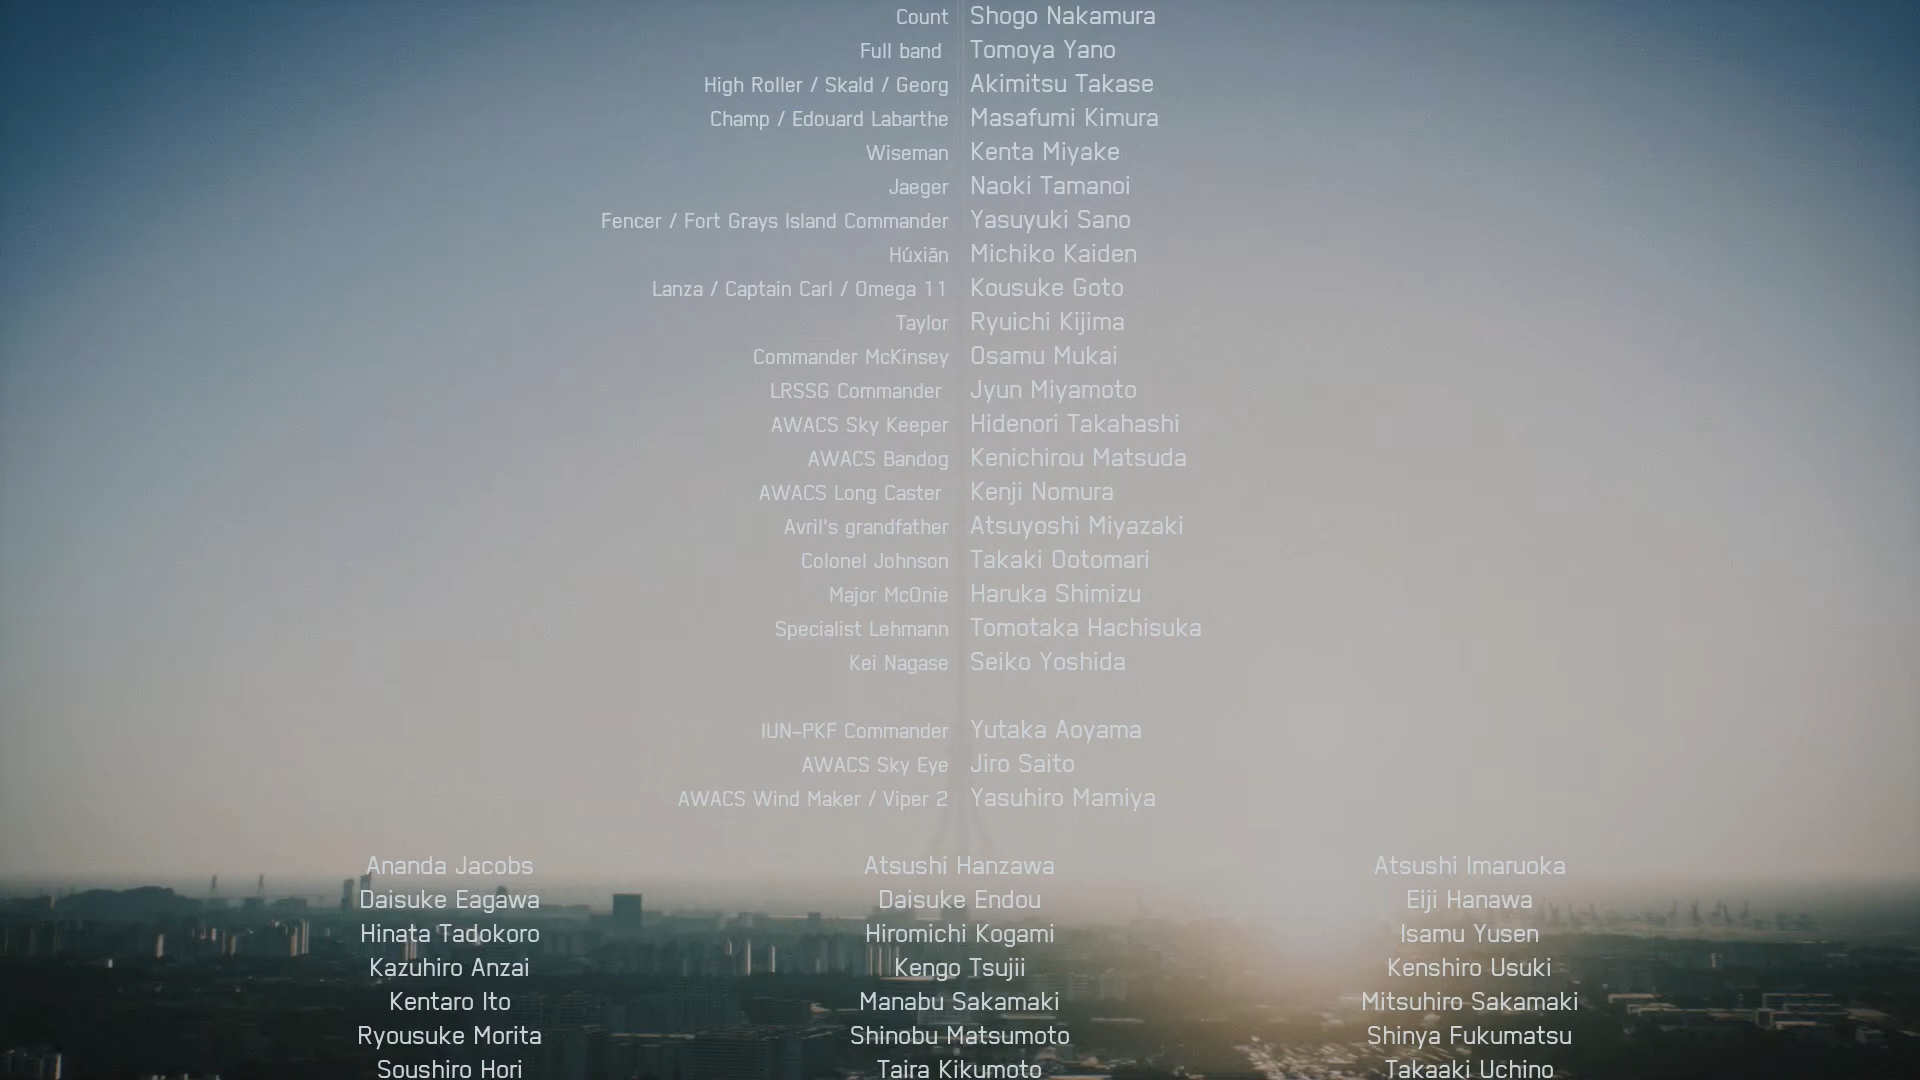 Count Shogo Nakamura
Full band Tomoya Yano
High Roller / Skald / Georg Akimitsu Takase
Champ / Edouard Labarthe Masafumi Kimura
Wiseman Kenta Miyake
Jaeger Naoki Tamanoi
Fencer / Fort Grays Island Commander Yasuyuki Sano
Húxiān Michiko Kaiden
Lanza / Captain Carl / Omega 11 Kousuke Goto
Taylor Ryuichi Kijima
Commander McKinsey Osamu Mukai
LRSSG Commander Jyun Miyamoto
AWACS Sky Keeper Hidenori Takahashi
AWACS Bandog Kenichirou Matsuda
AWACS Long Caster Kenji Nomura
Avril's grandfather Atsuyoshi Miyazaki
Colonel Johnson Takaki Ootomari
Major McOnie Haruka Shimizu
Specialist Lehmann Tomotaka Hachisuka
Kei Nagase Seiko Yoshida
IUN-PKF Commander Yutaka Aoyama
AWACS Sky Eye Jiro Saito
AWACS Wind Maker / Viper 2 Yasuhiro Mamiya
Ananda Jacobs Atsushi Hanzawa Atsushi Imaruoka
Daisuke Eagawa Daisuke Endou Eiji Hanawa
Hinata Tadokoro Hiromichi Kogami Isamu Yusen
Kazuhiro Anzai Kengo Tsujii Kenshiro Usuki
Kentaro Ito Manabu Sakamaki Mitsuhiro Sakamaki
Ryousuke Morita Shinobu Matsumoto Shinya Fukumatsu
Soushiro Hori Taira Kikumoto Takaaki Uchino